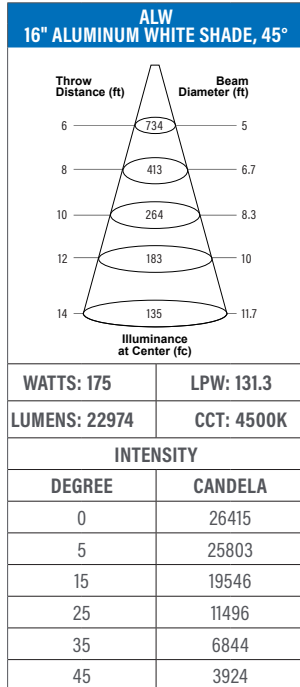 ALW
16" ALUMINUM WHITE SHADE, 45°
Throw Distance (ft)
Beam Diameter (ft)
6 734 5
8 413 6.7
10 264 8.3
12 183 10
14 135 11.7
Illuminance
at Center (fc)
WATTS: 175 LPW: 131.3
LUMENS: 22974 CCT: 4500K
INTENSITY
DEGREE CANDELA
0 26415
5 25803
15 19546
25 11496
35 6844
45 3924